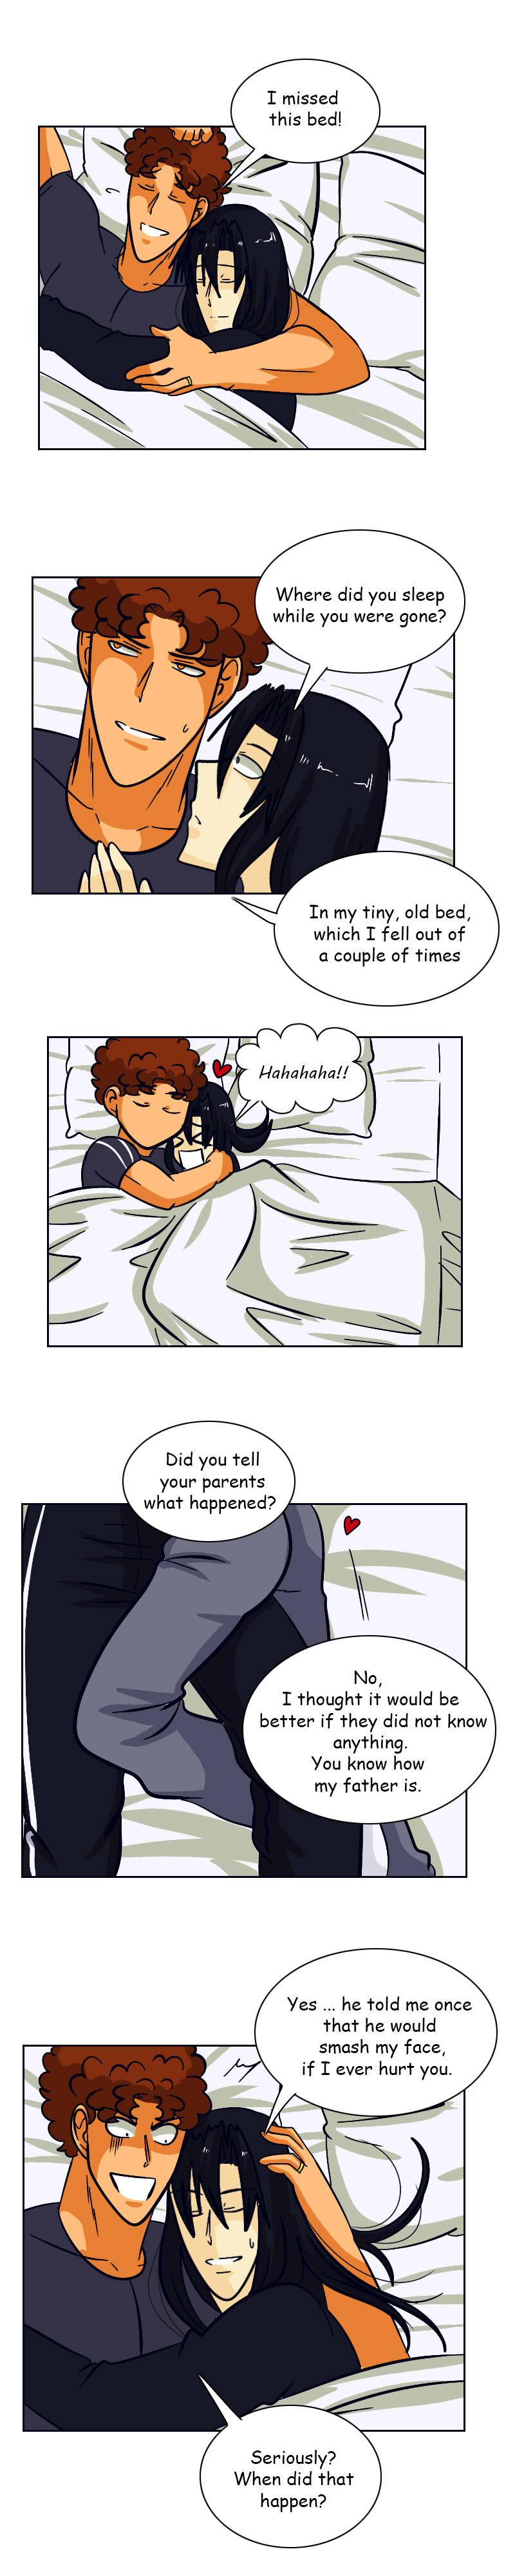 I missed
this bed!
Where did you sleep
while you were gone?
In my tiny, old bed,
which I fell out of
a couple of times
Hahahaha!!
Did you tell
your parents
what happened?
No,
I thought it would be
better if they did not know
anything.
You know how
my father is.
Yes ... he told me once
that he would
smash my face,
if I ever hurt you.
Seriously?
When did that
happen?